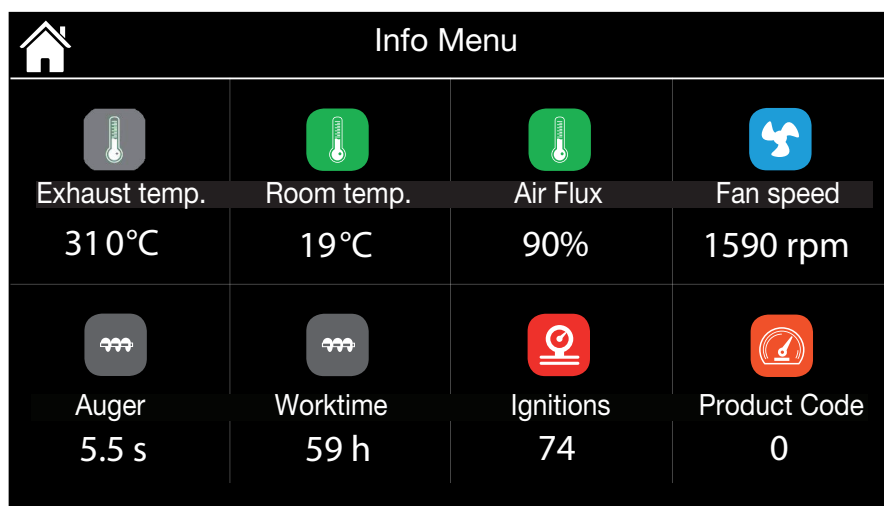 Info Menu
Exhaust temp. Room temp. Air Flux Fan speed
310°C 19°C 90% 1590 rpm
Auger Worktime Ignitions Product Code
5.5 s 59 h 74 0